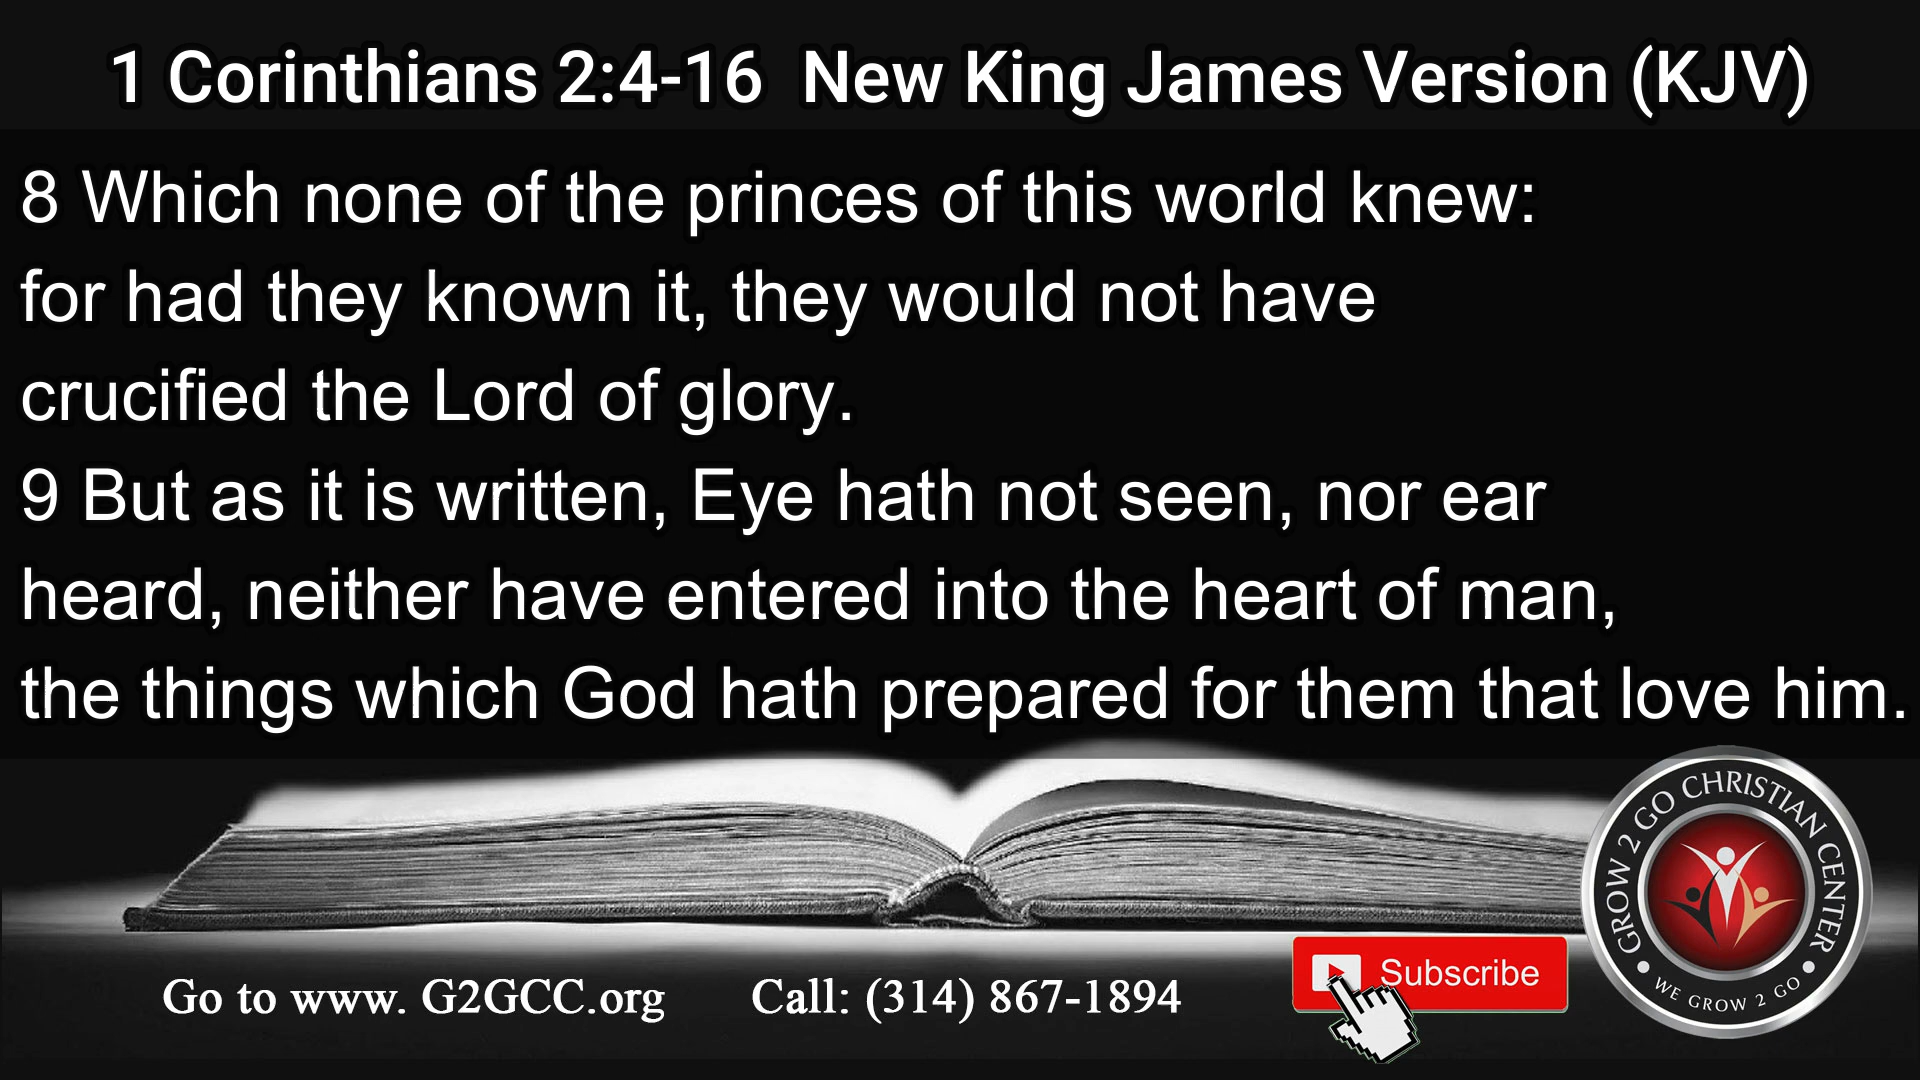 1 Corinthians 2:4-16  New King James Version (KJV)
8 Which none of the princes of this world knew:
for had they known it, they would not have
crucified the Lord of glory.
9 But as it is written, Eye hath not seen, nor ear
heard, neither have entered into the heart of man,
the things which God hath prepared for them that love him.
GROW 2 GO CHRISTIAN CENTER
WE GROW 2 GO
Subscribe
Go to www. G2GCC.org
Call: (314) 867-1894